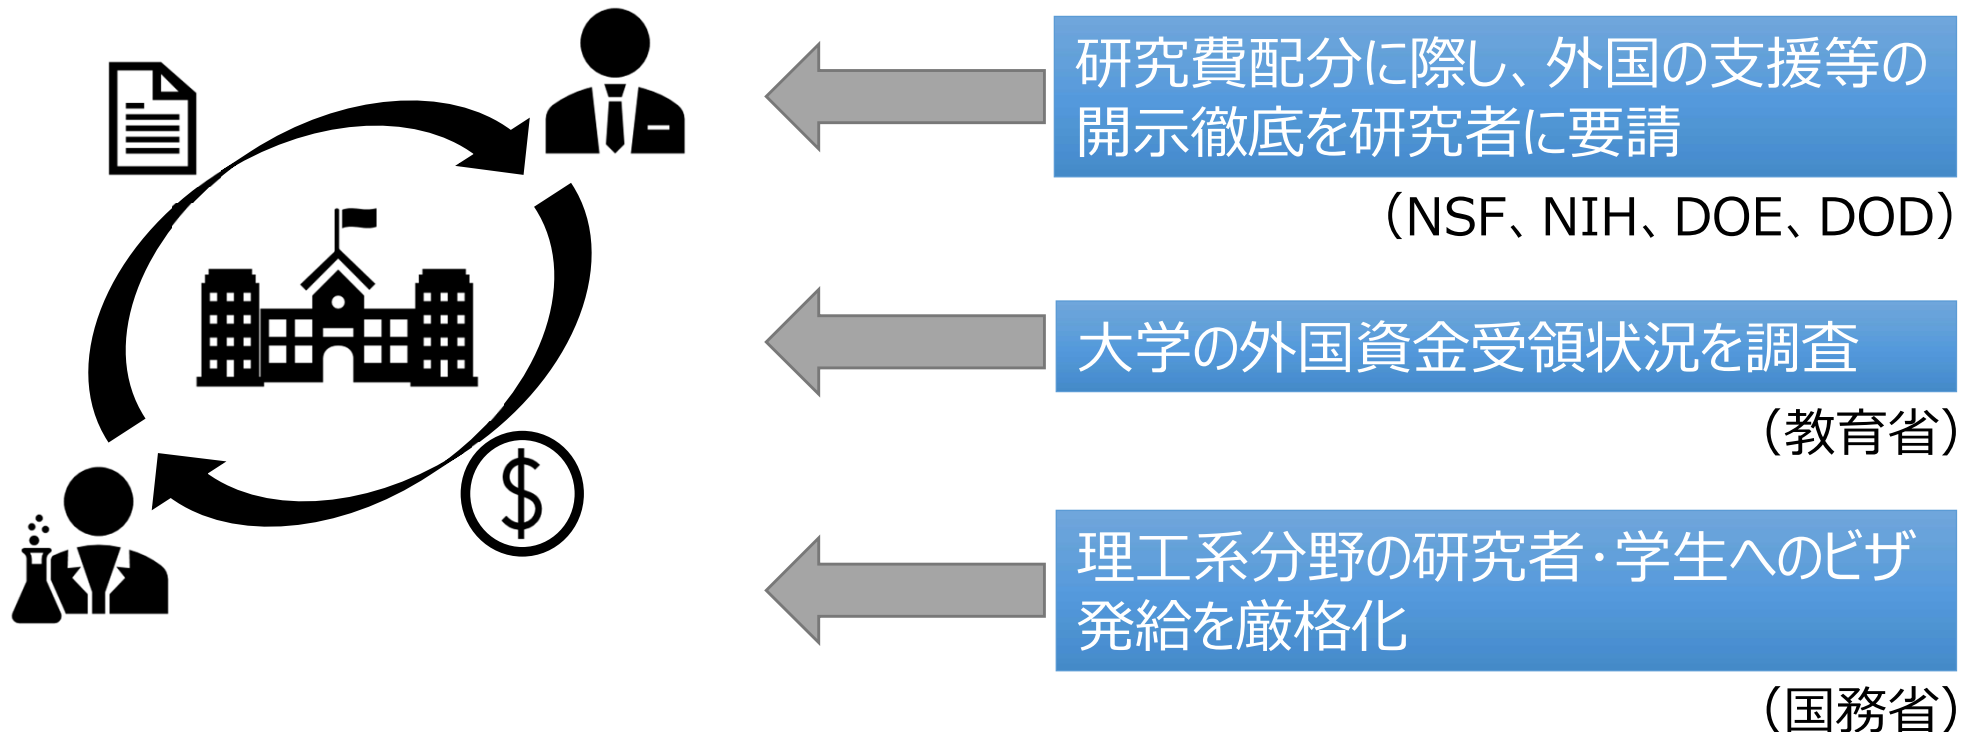 研究費配分に際し、外国の支援等の
開示徹底を研究者に要請
（NSF、NIH、DOE、DOD）
大学の外国資金受領状況を調査
（教育省）
理工系分野の研究者・学生へのビザ
発給を厳格化
（国務省）
$